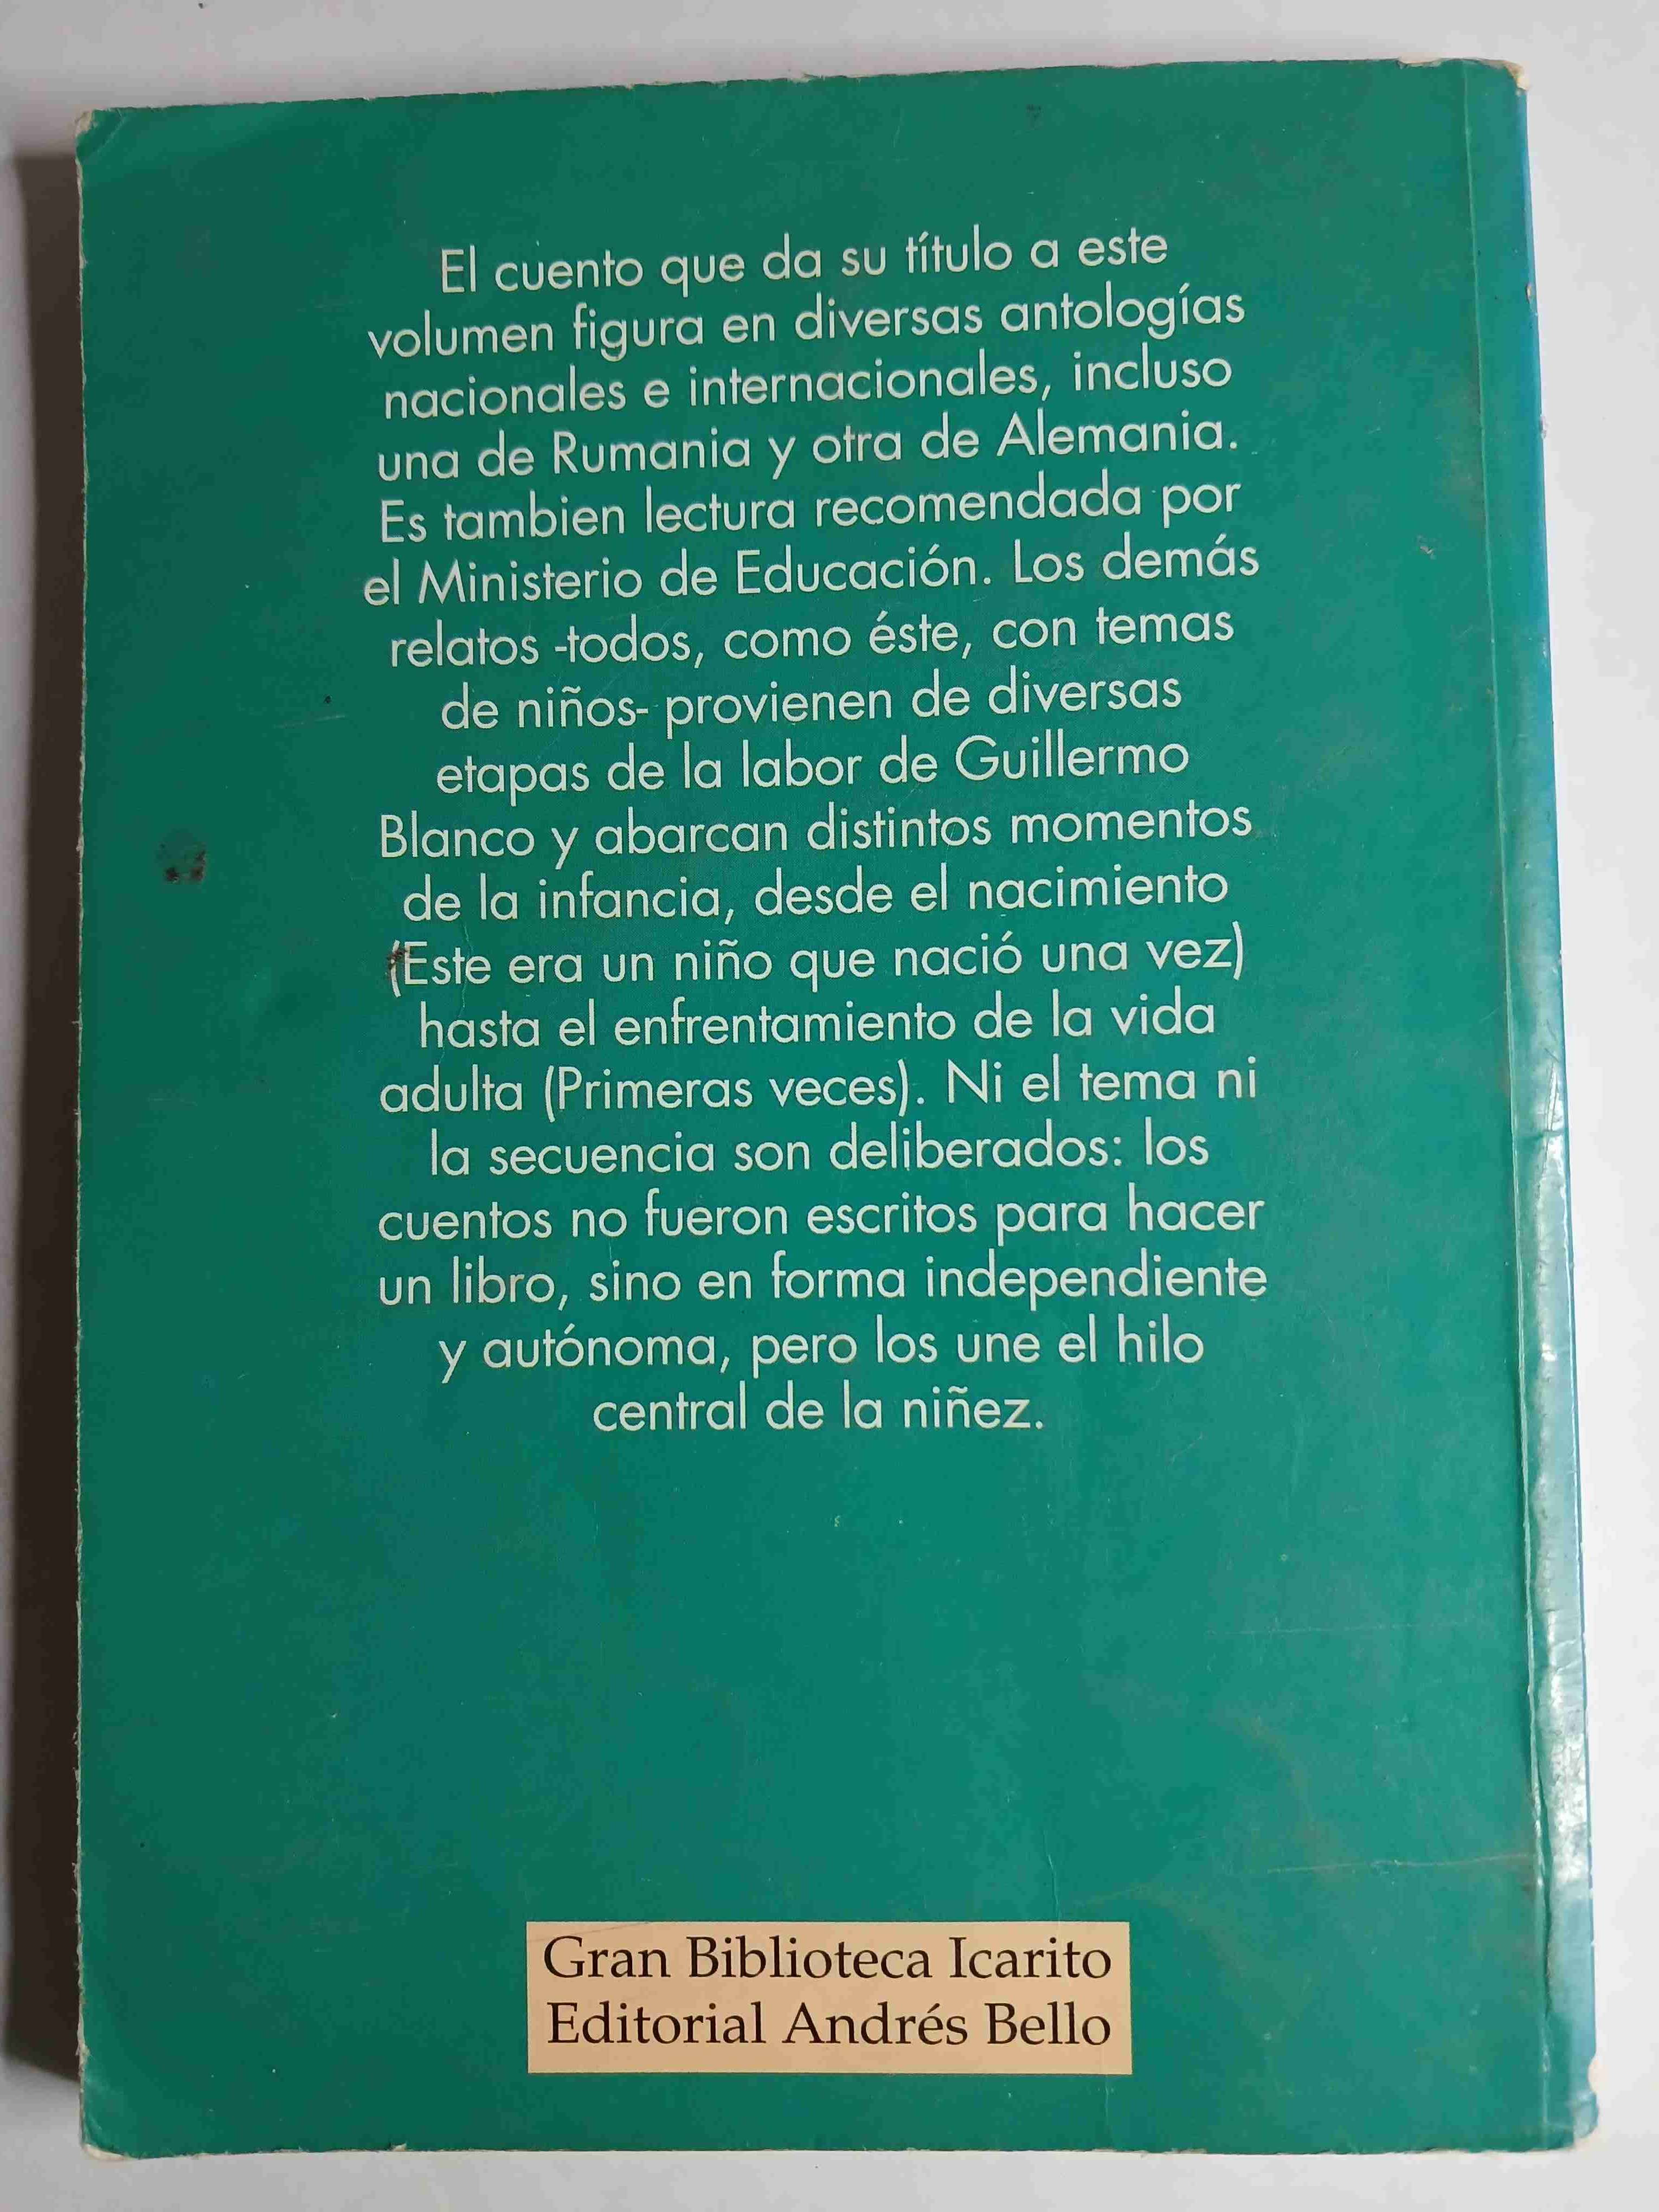 El cuento que da su título a este
volumen figura en diversas antologías
nacionales e internacionales, incluso
una de Rumania y otra de Alemania.
Es tambien lectura recomendada por
el Ministerio de Educación. Los demás
relatos -todos, como éste, con temas
de niños- provienen de diversas
etapas de la labor de Guillermo
Blanco y abarcan distintos momentos
de la infancia, desde el nacimiento
(Este era un niño que nació una vez)
hasta el enfrentamiento de la vida
adulta (Primeras veces). Ni el tema ni
la secuencia son deliberados: los
cuentos no fueron escritos para hacer
un libro, sino en forma independiente
y autónoma, pero los une el hilo
central de la niñez.
Gran Biblioteca Icarito
Editorial Andrés Bello